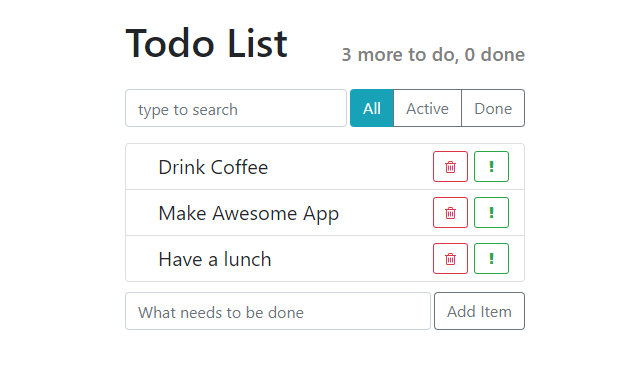 Todo List
3 more to do, 0 done
type to search
All Active Done
Drink Coffee !
Make Awesome App !
Have a lunch !
What needs to be done Add Item